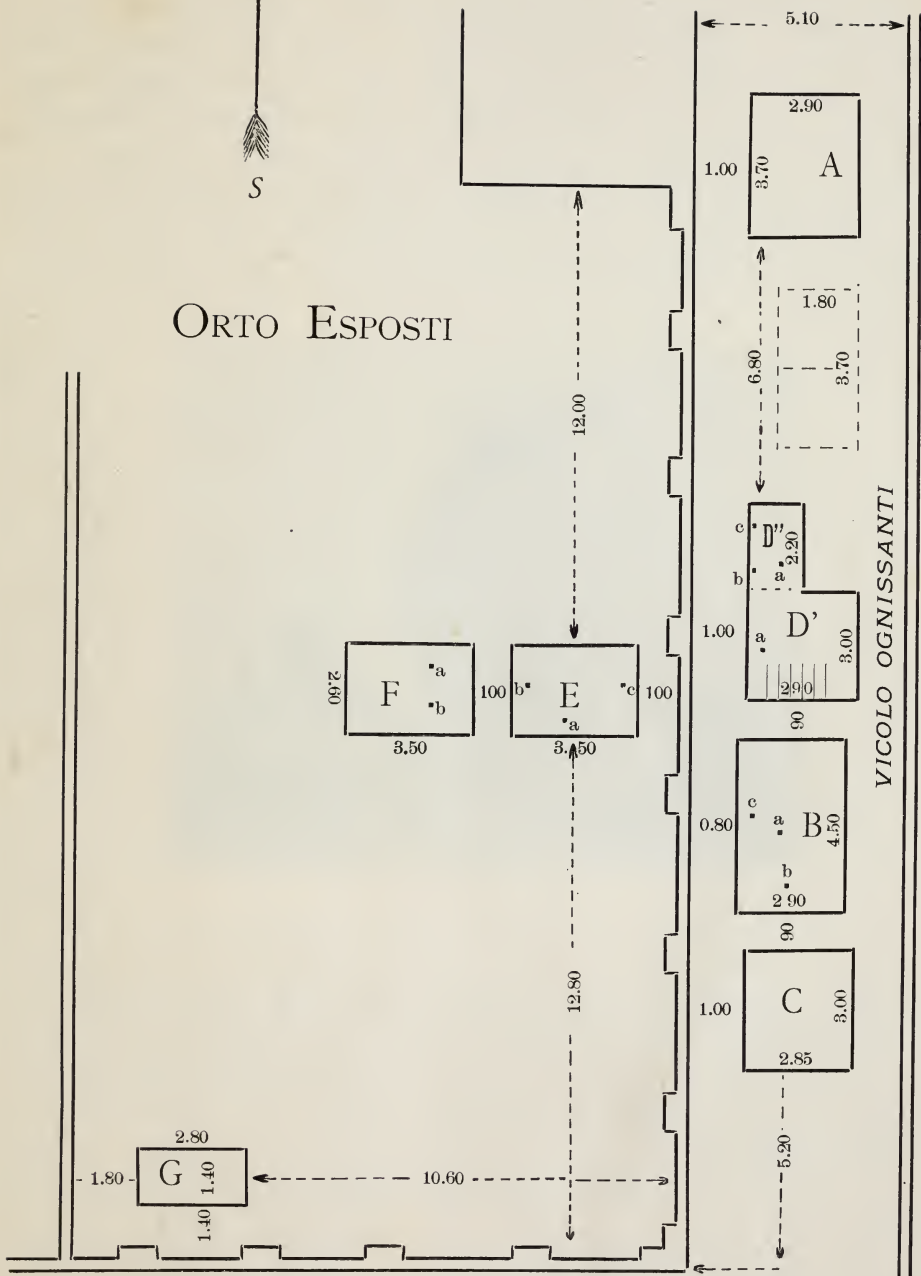 5.10
2.90
1.00
3.70
A
S
ORTO ESPOSTI
1.80
6.80
3.70
12.00
VICOLO OGNISSANTI
c
D''
2.20
b
a
1.00
D'
a
3.00
290
90
2.60
F
a
b
3.50
100
b
E
c
a
3.50
100
0.80
c
a
B
4.50
b
2 90
90
12.80
1.00
C
3.00
2.85
5.20
2.80
1.80
G
1.40
10.60
1.40